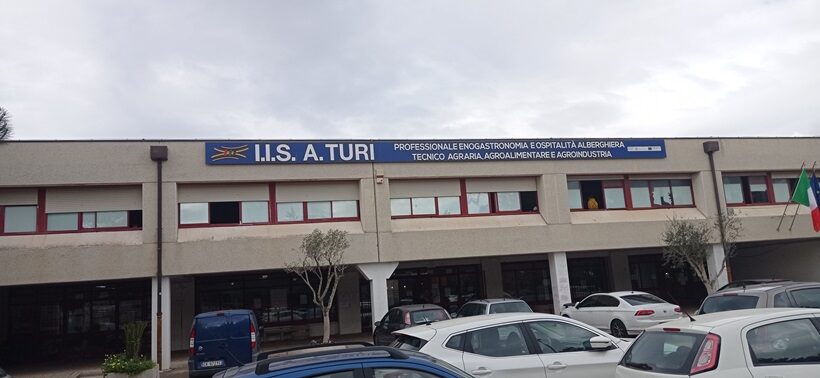 I.I.S. A. TURI
PROFESSIONALE ENOGASTRONOMIA E OSPITALITÀ ALBERGHIERA
TECNICO AGRARIA, AGROALIMENTARE E AGROINDUSTRIA